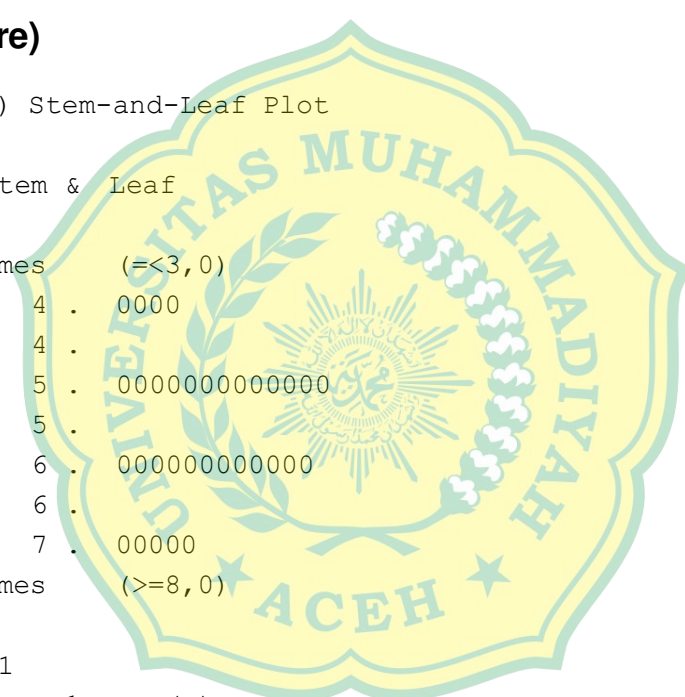 re)
) Stem-and-Leaf Plot
tem & Leaf
mes (=<3,0)
4 . 0000
4 .
5 . 0000000000000
5 .
6 . 000000000000
6 .
7 . 00000
mes (>=8,0)
1
UNIVERSITAS MUHAMMADIYAH
ACEH